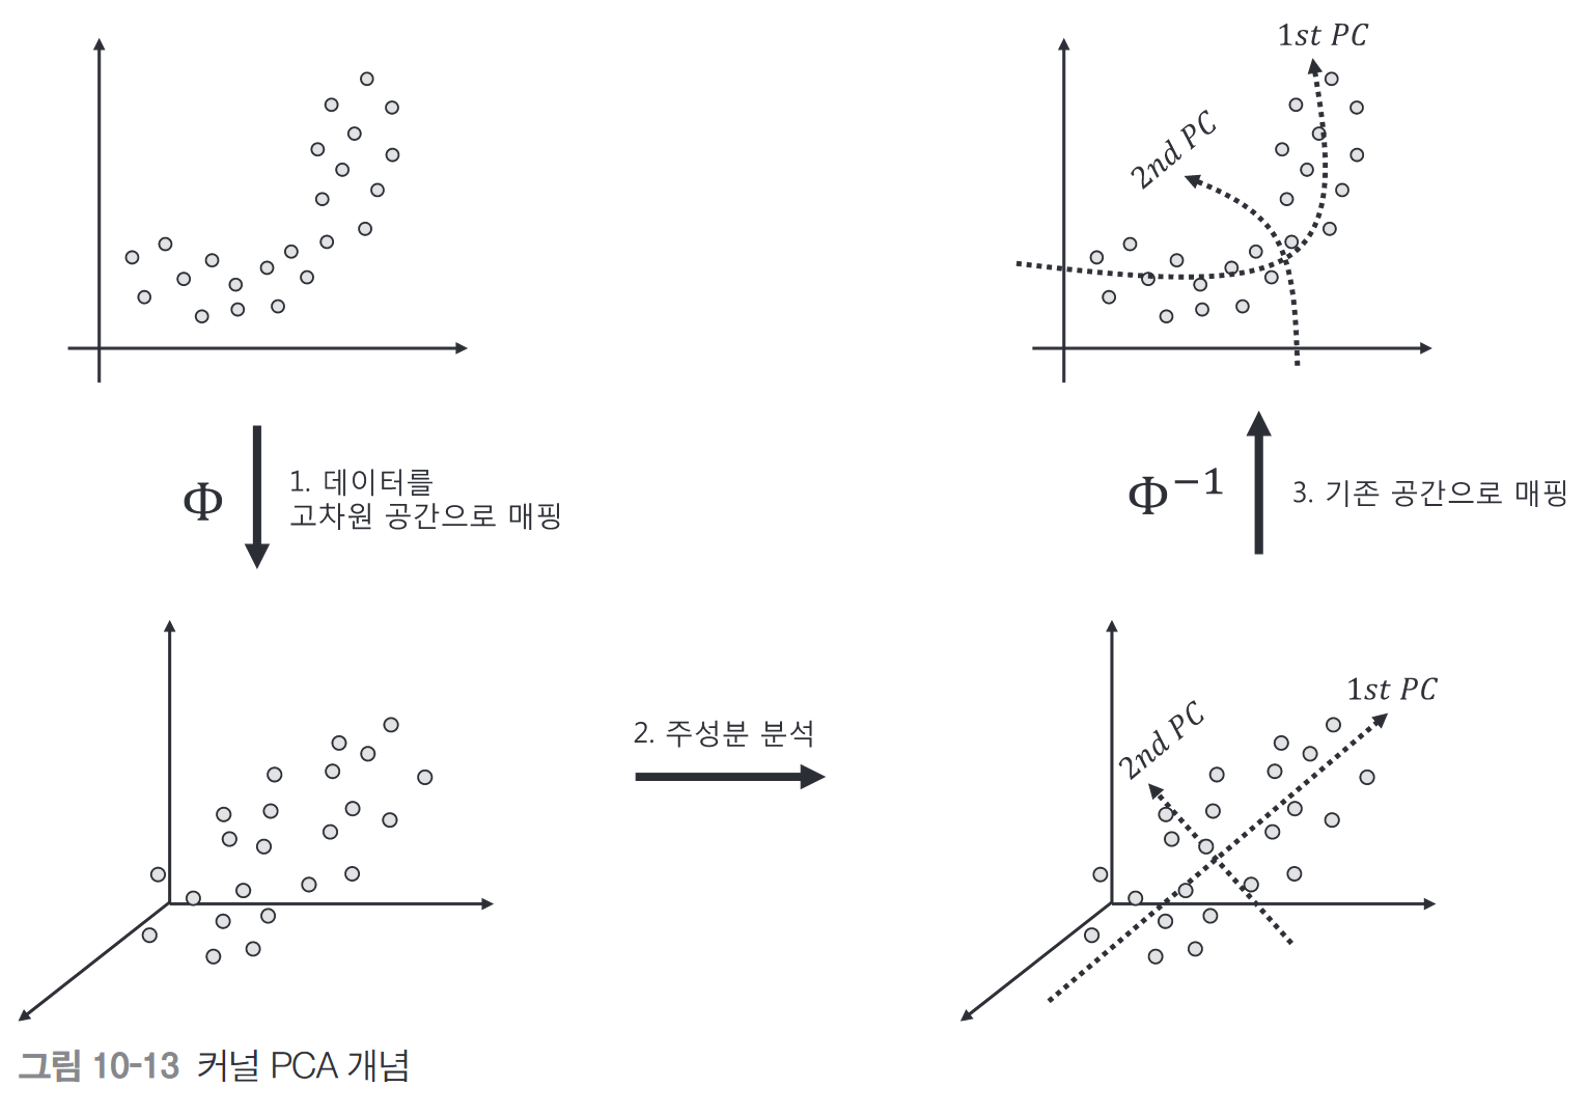 1st PC
2nd PC
Φ
1. 데이터를
고차원 공간으로 매핑
Φ⁻¹
3. 기존 공간으로 매핑
2. 주성분 분석
1st PC
2nd PC
그림 10-13 커널 PCA 개념